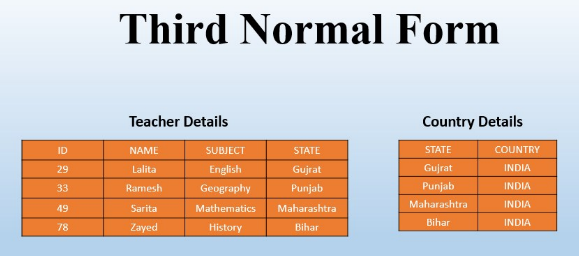 Third Normal Form
Teacher Details
ID NAME SUBJECT STATE
29 Lalita English Gujrat
33 Ramesh Geography Punjab
49 Sarita Mathematics Maharashtra
78 Zayed History Bihar
Country Details
STATE COUNTRY
Gujrat INDIA
Punjab INDIA
Maharashtra INDIA
Bihar INDIA